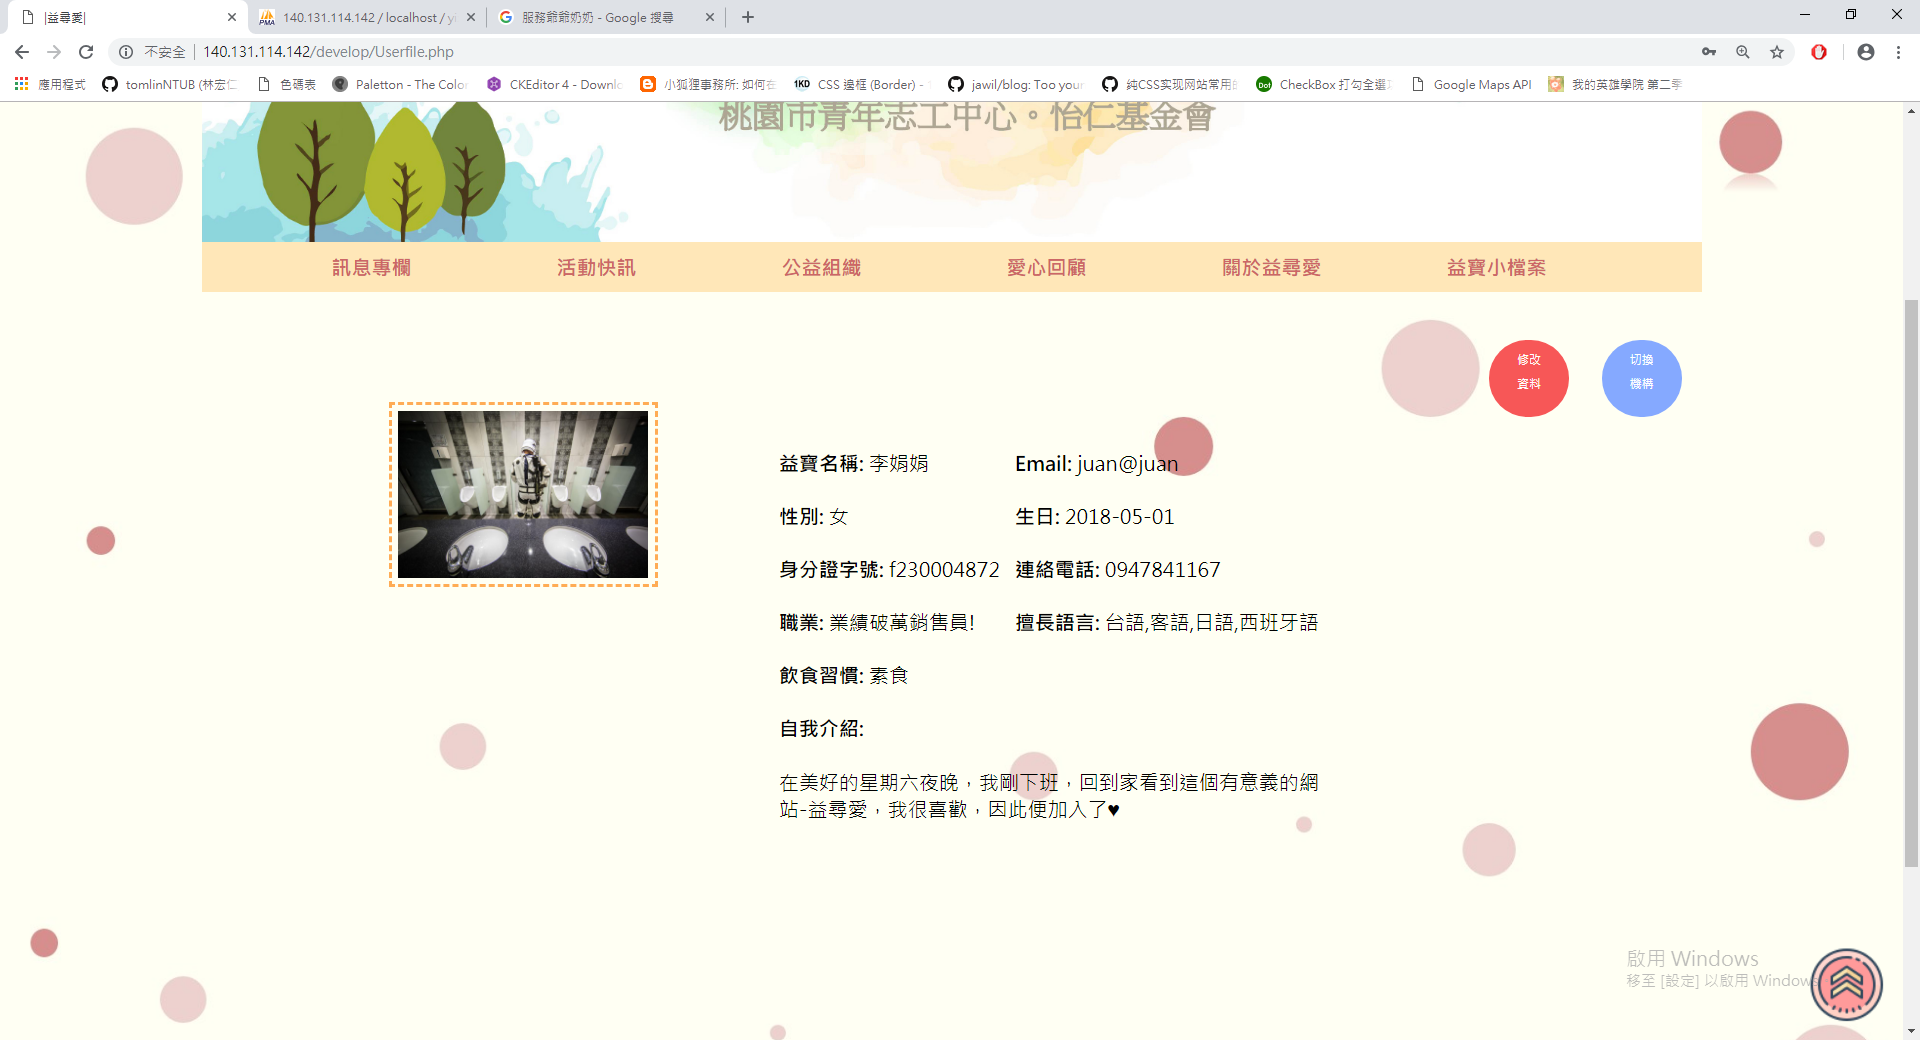 |益尋愛|
140.131.114.142 / localhost / yi
服務爺爺奶奶 - Google 搜尋
不安全 140.131.114.142/develop/Userfile.php
應用程式 tomlinNTUB (林宏仁 色碼表 Paletton - The Color CKEditor 4 - Downlo 小狐狸事務所: 如何在 CSS 邊框 (Border) - jawil/blog: Too your 純CSS实现网站常用的 CheckBox 打勾全選 Google Maps API 我的英雄學院 第二季
桃園市青年志工中心。怡仁基金會
訊息專欄 活動快訊 公益組織 愛心回顧 關於益尋愛 益寶小檔案
修改
資料
切換
機構
益寶名稱: 李娟娟 Email: juan@juan
性別: 女 生日: 2018-05-01
身分證字號: f230004872 連絡電話: 0947841167
職業: 業績破萬銷售員! 擅長語言: 台語,客語,日語,西班牙語
飲食習慣: 素食
自我介紹:
在美好的星期六夜晚，我剛下班，回到家看到這個有意義的網
站-益尋愛，我很喜歡，因此便加入了♥
啟用 Windows
移至 [設定] 以啟用 Windows